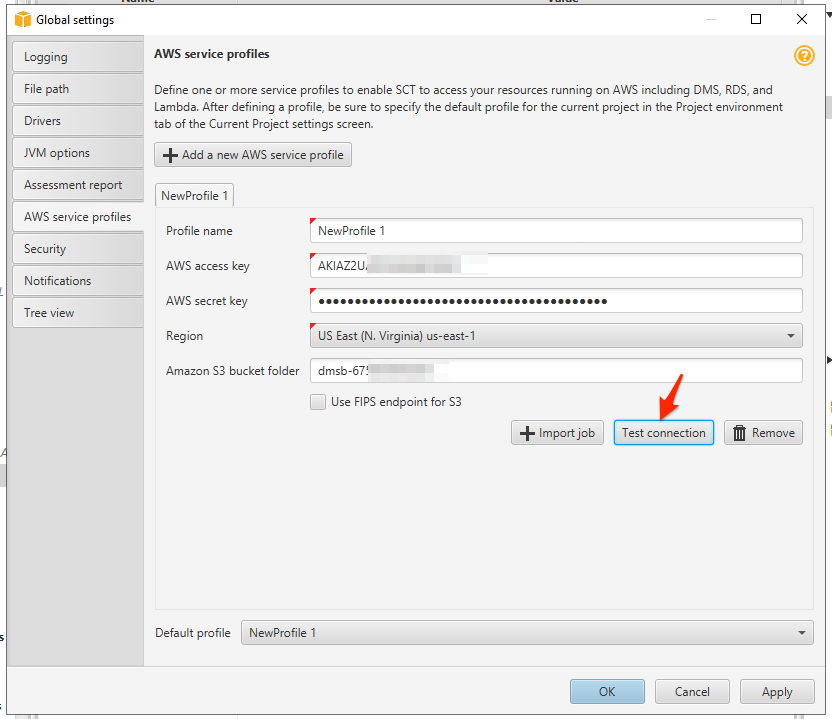 Name Value
Global settings
Logging
File path
Drivers
JVM options
Assessment report
AWS service profiles
Security
Notifications
Tree view
AWS service profiles
Define one or more service profiles to enable SCT to access your resources running on AWS including DMS, RDS, and
Lambda. After defining a profile, be sure to specify the default profile for the current project in the Project environment
tab of the Current Project settings screen.
Add a new AWS service profile
NewProfile 1
Profile name NewProfile 1
AWS access key AKIAZ2U
AWS secret key ●●●●●●●●●●●●●●●●●●●●●●●●●●●●●●●●●●●●●●●●
Region US East (N. Virginia) us-east-1
Amazon S3 bucket folder dmsb-675
Use FIPS endpoint for S3
Import job Test connection Remove
Default profile NewProfile 1
OK Cancel Apply